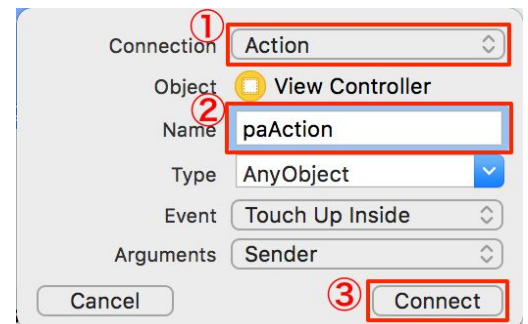 ① Connection Action
Object View Controller
② Name paAction
Type AnyObject
Event Touch Up Inside
Arguments Sender
Cancel ③ Connect